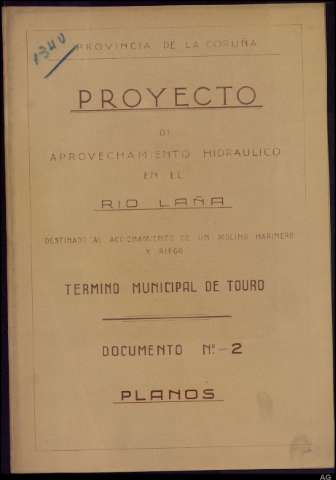 1340
PROVINCIA DE LA CORUÑA
PROYECTO
DE
APROVECHAMIENTO HIDRAULICO
EN EL
RIO LAÑA
DESTINADO AL ACCIONAMIENTO DE UN MOLINO HARINERO
Y RIEGO
TERMINO MUNICIPAL DE TOURO
DOCUMENTO Nº-2
PLANOS
AG